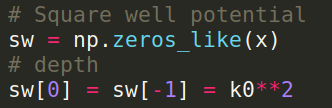 # Square well potential
sw = np.zeros_like(x)
# depth
sw[0] = sw[-1] = k0**2